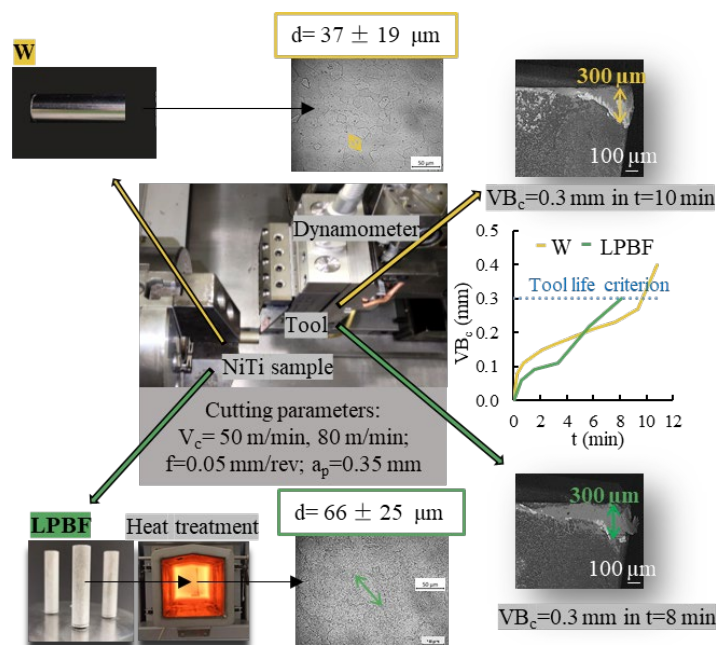 d= 37 ± 19 μm
W
50 μm
300 μm
100 μm
VBc=0.3 mm in t=10 min
Dynamometer
Tool
NiTi sample
Cutting parameters:
Vc= 50 m/min, 80 m/min;
f=0.05 mm/rev; ap=0.35 mm
W LPBF
Tool life criterion
VBc (mm)
0.5
0.4
0.3
0.2
0.1
0.0
0 2 4 6 8 10 12
t (min)
LPBF
Heat treatment
d= 66 ± 25 μm
50 μm
300 μm
100 μm
VBc=0.3 mm in t=8 min